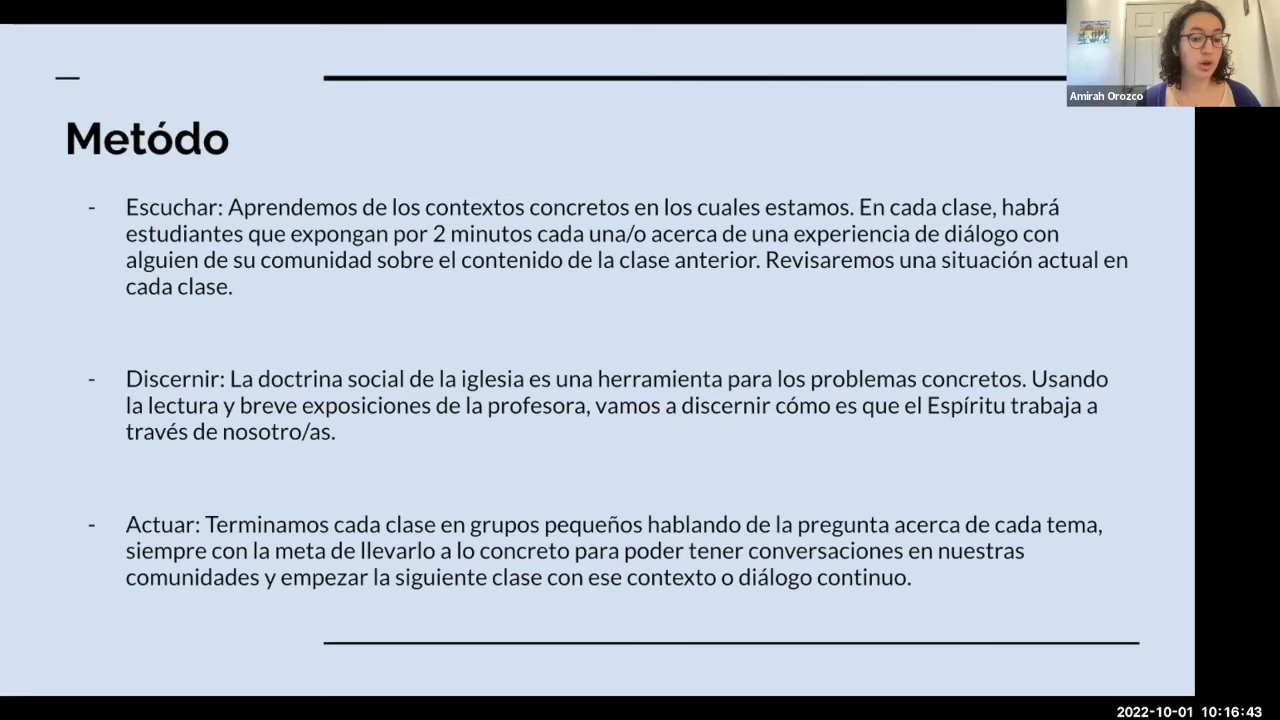 Amirah Orozco
Metódo
- Escuchar: Aprendemos de los contextos concretos en los cuales estamos. En cada clase, habrá
estudiantes que expongan por 2 minutos cada una/o acerca de una experiencia de diálogo con
alguien de su comunidad sobre el contenido de la clase anterior. Revisaremos una situación actual en
cada clase.
- Discernir: La doctrina social de la iglesia es una herramienta para los problemas concretos. Usando
la lectura y breve exposiciones de la profesora, vamos a discernir cómo es que el Espíritu trabaja a
través de nosotro/as.
- Actuar: Terminamos cada clase en grupos pequeños hablando de la pregunta acerca de cada tema,
siempre con la meta de llevarlo a lo concreto para poder tener conversaciones en nuestras
comunidades y empezar la siguiente clase con ese contexto o diálogo continuo.
2022-10-01 10:16:43